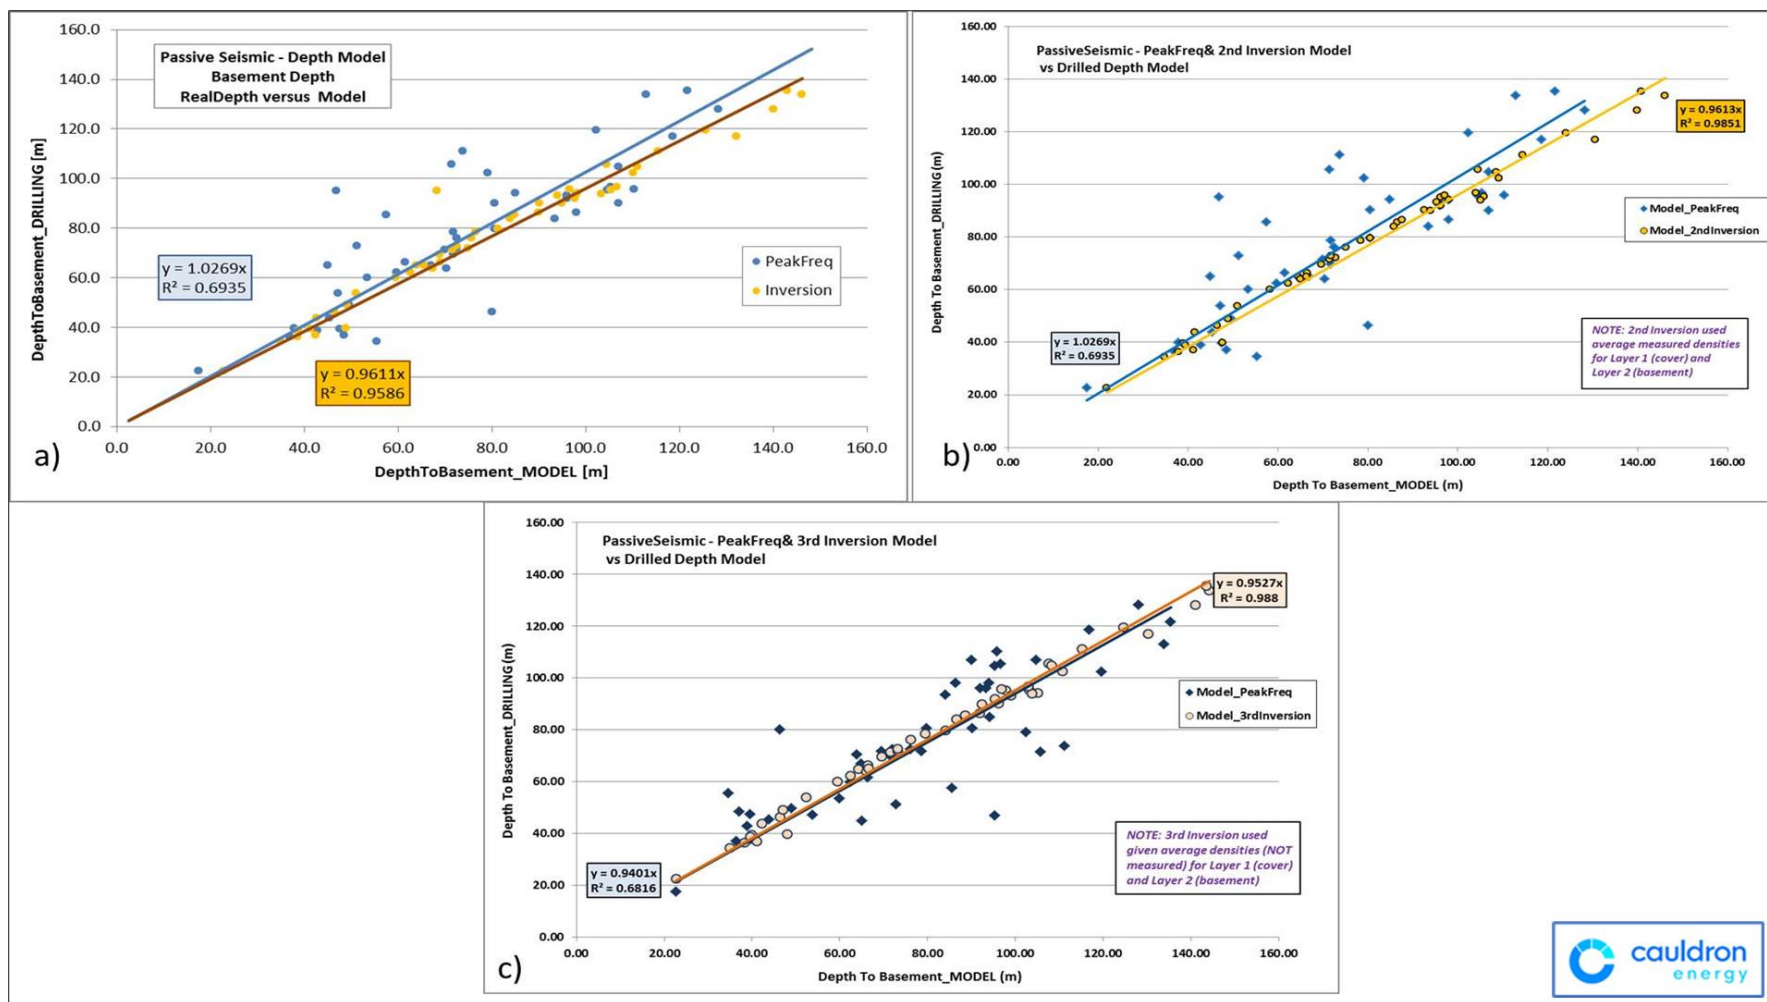 Passive Seismic - Depth Model
Basement Depth
RealDepth versus Model
DepthToBasement_DRILLING [m]
160.0
140.0
120.0
100.0
80.0
60.0
40.0
20.0
0.0
y = 1.0269x
R² = 0.6935
y = 0.9611x
R² = 0.9586
PeakFreq
Inversion
0.0 20.0 40.0 60.0 80.0 100.0 120.0 140.0 160.0
DepthToBasement_MODEL [m]
a)
PassiveSeismic - PeakFreq& 2nd Inversion Model
vs Drilled Depth Model
Depth To Basement_DRILLING (m)
160.00
140.00
120.00
100.00
80.00
60.00
40.00
20.00
0.00
y = 0.9613x
R² = 0.9851
Model_PeakFreq
Model_2ndInversion
y = 1.0269x
R² = 0.6935
NOTE: 2nd Inversion used
average measured densities
for Layer 1 (cover) and
Layer 2 (basement)
0.00 20.00 40.00 60.00 80.00 100.00 120.00 140.00 160.00
Depth To Basement_MODEL (m)
b)
PassiveSeismic - PeakFreq& 3rd Inversion Model
vs Drilled Depth Model
Depth To Basement_DRILLING (m)
160.00
140.00
120.00
100.00
80.00
60.00
40.00
20.00
0.00
y = 0.9527x
R² = 0.988
Model_PeakFreq
Model_3rdInversion
y = 0.9401x
R² = 0.6816
NOTE: 3rd Inversion used
given average densities (NOT
measured) for Layer 1 (cover)
and Layer 2 (basement)
0.00 20.00 40.00 60.00 80.00 100.00 120.00 140.00 160.00
Depth To Basement_MODEL (m)
c)
cauldron
energy